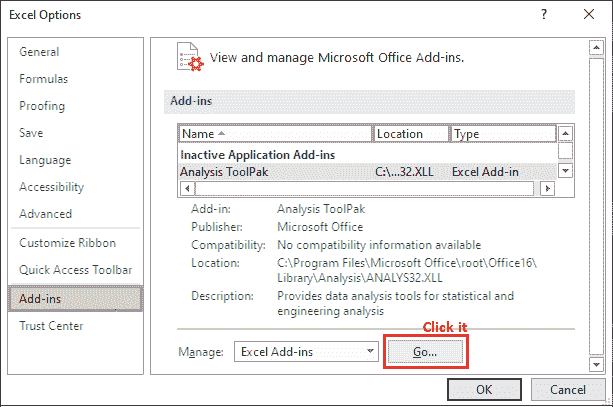 Excel Options ?
General
Formulas
Proofing
Save
Language
Accessibility
Advanced
Customize Ribbon
Quick Access Toolbar
Add-ins
Trust Center
View and manage Microsoft Office Add-ins.
Add-ins
Name Location Type
Inactive Application Add-ins
Analysis ToolPak C:\...32.XLL Excel Add-in
Add-in: Analysis ToolPak
Publisher: Microsoft Office
Compatibility: No compatibility information available
Location: C:\Program Files\Microsoft Office\root\Office16\
Library\Analysis\ANALYS32.XLL
Description: Provides data analysis tools for statistical and
engineering analysis
Click it
Manage: Excel Add-ins Go...
OK Cancel